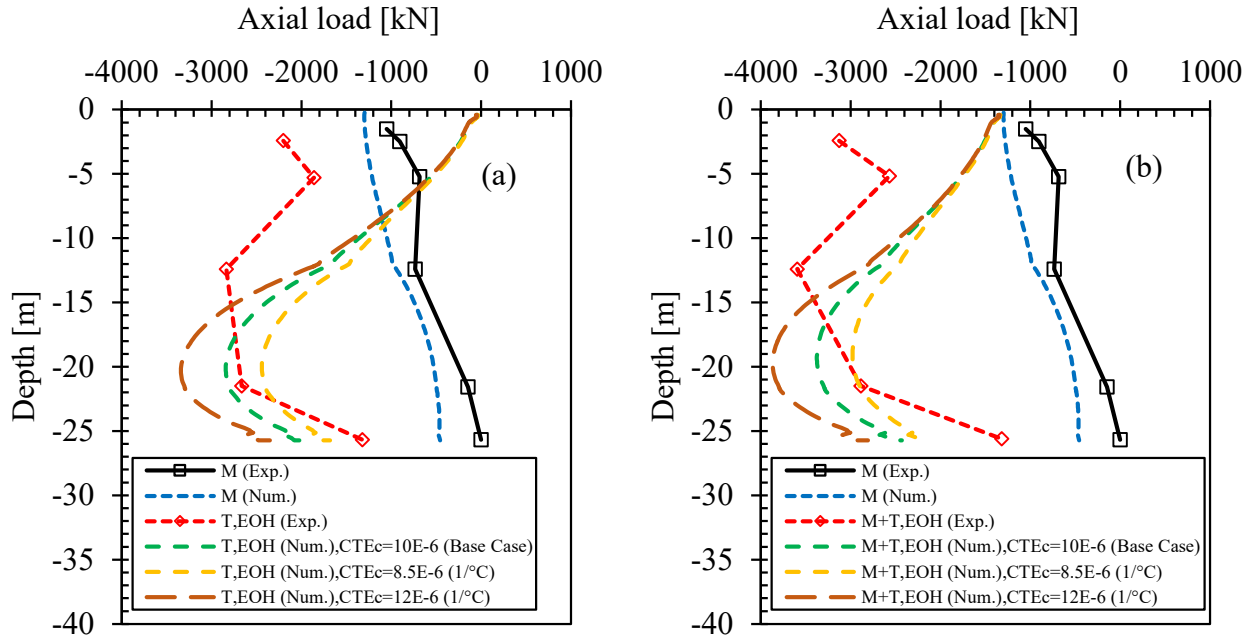 Axial load [kN]
-4000 -3000 -2000 -1000 0 1000
0
-5
-10
-15
-20
-25
-30
-35
-40
Depth [m]
(a)
M (Exp.)
M (Num.)
T,EOH (Exp.)
T,EOH (Num.),CTEc=10E-6 (Base Case)
T,EOH (Num.),CTEc=8.5E-6 (1/°C)
T,EOH (Num.),CTEc=12E-6 (1/°C)
Axial load [kN]
-4000 -3000 -2000 -1000 0 1000
0
-5
-10
-15
-20
-25
-30
-35
-40
Depth [m]
(b)
M (Exp.)
M (Num.)
M+T,EOH (Exp.)
M+T,EOH (Num.),CTEc=10E-6 (Base Case)
M+T,EOH (Num.),CTEc=8.5E-6 (1/°C)
M+T,EOH (Num.),CTEc=12E-6 (1/°C)